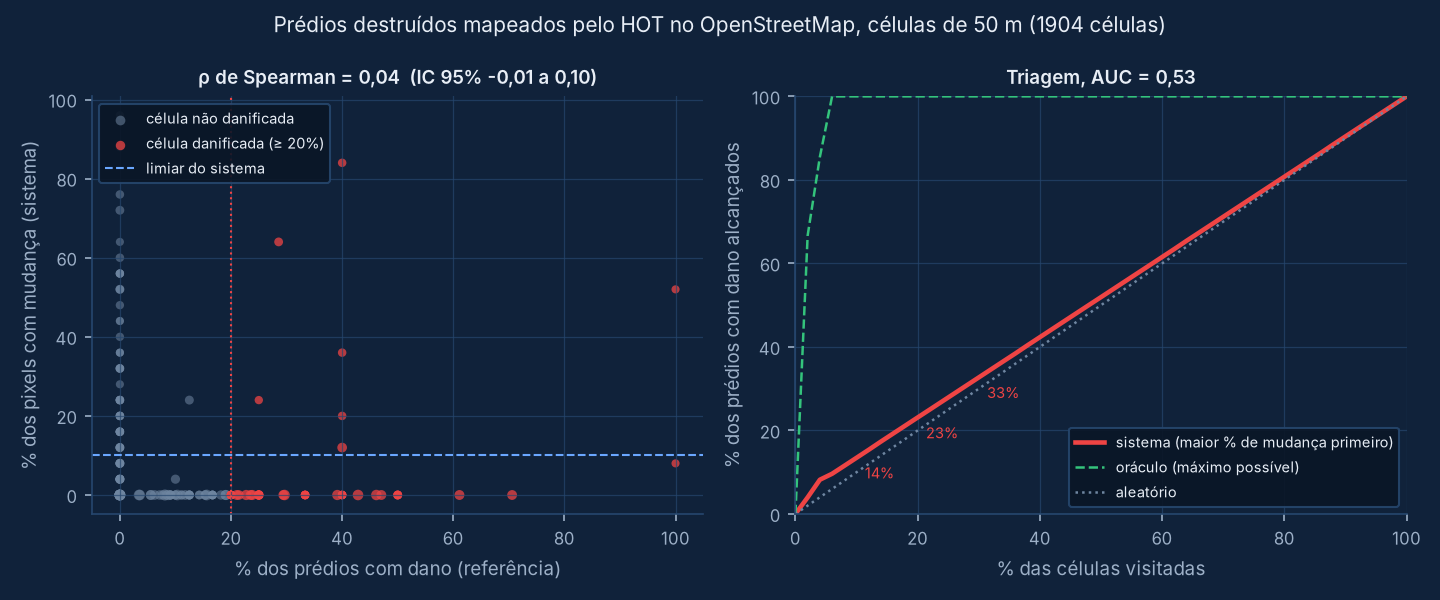 Prédios destruídos mapeados pelo HOT no OpenStreetMap, células de 50 m (1904 células)
ρ de Spearman = 0,04 (IC 95% -0,01 a 0,10)
% dos pixels com mudança (sistema)
100
80
60
40
20
0
célula não danificada
célula danificada (≥ 20%)
limiar do sistema
0 20 40 60 80 100
% dos prédios com dano (referência)
Triagem, AUC = 0,53
% dos prédios com dano alcançados
100
80
60
40
20
0
33%
23%
14%
sistema (maior % de mudança primeiro)
oráculo (máximo possível)
aleatório
0 20 40 60 80 100
% das células visitadas